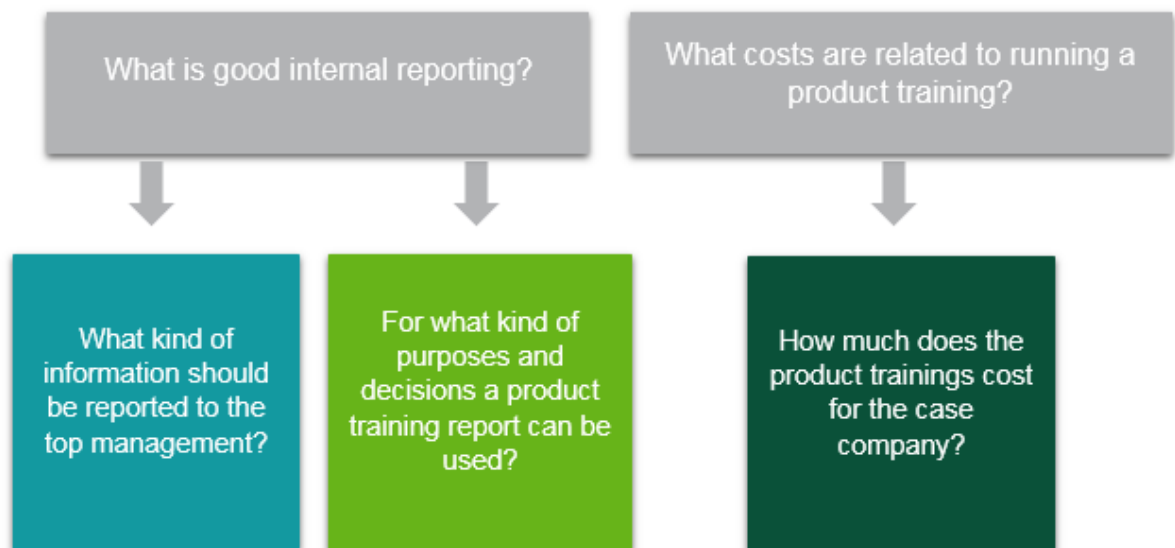 What is good internal reporting?
What costs are related to running a
product training?
What kind of
information should
be reported to the
top management?
For what kind of
purposes and
decisions a product
training report can be
used?
How much does the
product trainings cost
for the case
company?